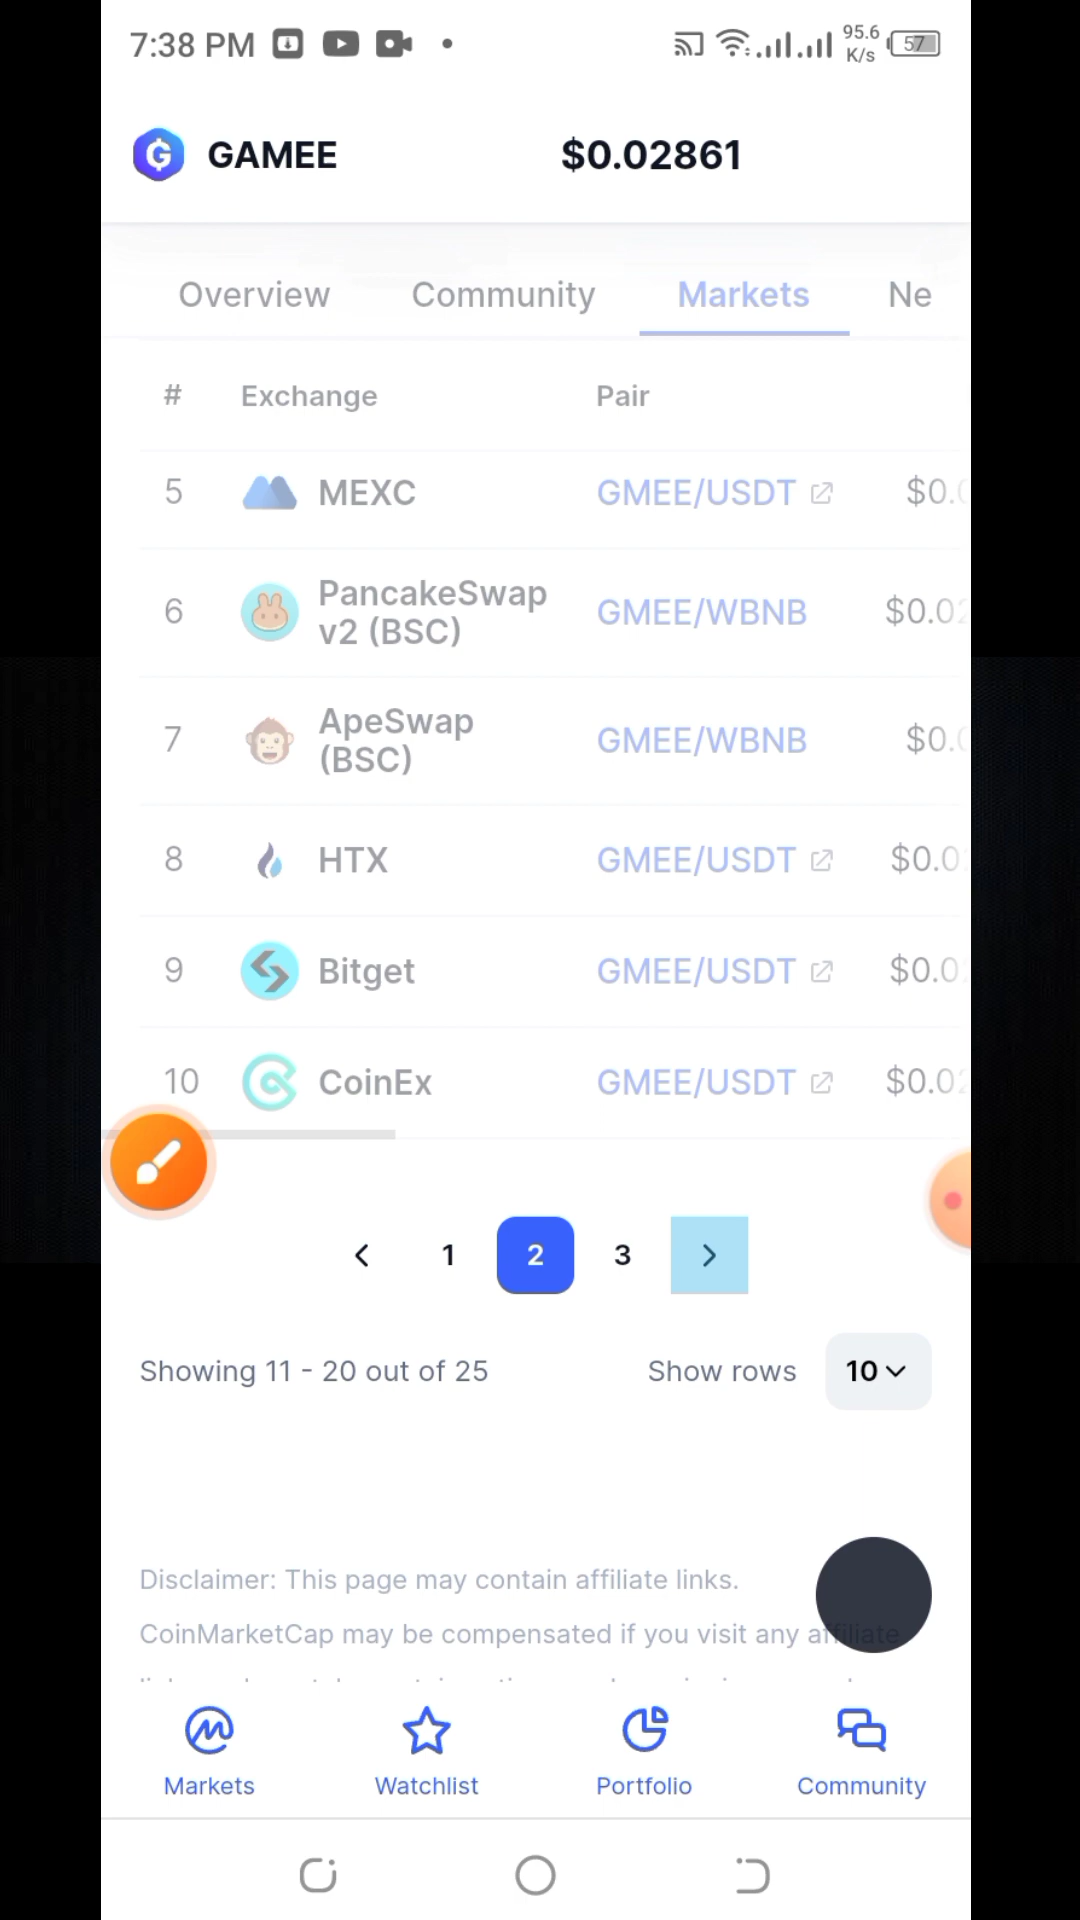 7:38 PM
95.6
K/s
57
GAMEE
$0.02861
Overview
Community
Markets
Ne
#
Exchange
Pair
5
MEXC
GMEE/USDT
$0.0
6
PancakeSwap
v2 (BSC)
GMEE/WBNB
$0.02
7
ApeSwap
(BSC)
GMEE/WBNB
$0.0
8
HTX
GMEE/USDT
$0.0
9
Bitget
GMEE/USDT
$0.0
10
CoinEx
GMEE/USDT
$0.02
1
2
3
Showing 11 - 20 out of 25
Show rows
10
Disclaimer: This page may contain affiliate links.
CoinMarketCap may be compensated if you visit any affiliate
Markets
Watchlist
Portfolio
Community